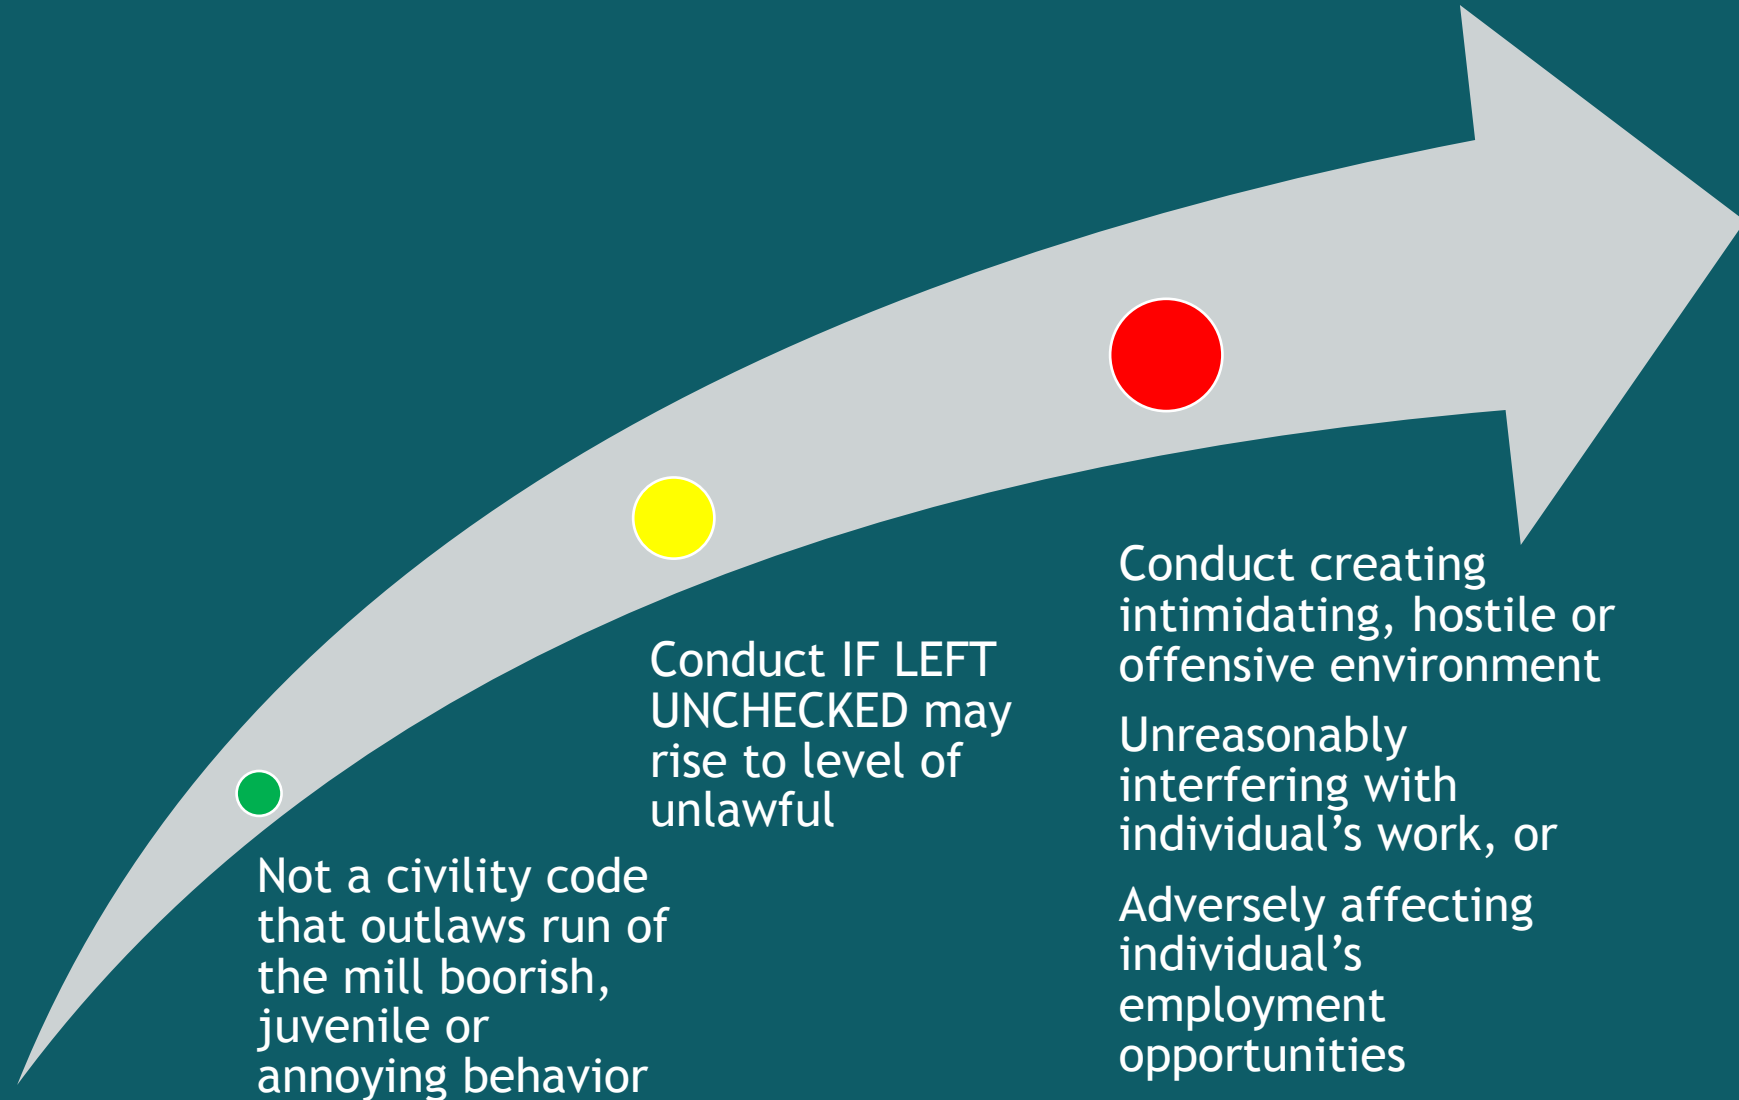 Not a civility code
that outlaws run of
the mill boorish,
juvenile or
annoying behavior
Conduct IF LEFT
UNCHECKED may
rise to level of
unlawful
Conduct creating
intimidating, hostile or
offensive environment
Unreasonably
interfering with
individual’s work, or
Adversely affecting
individual’s
employment
opportunities